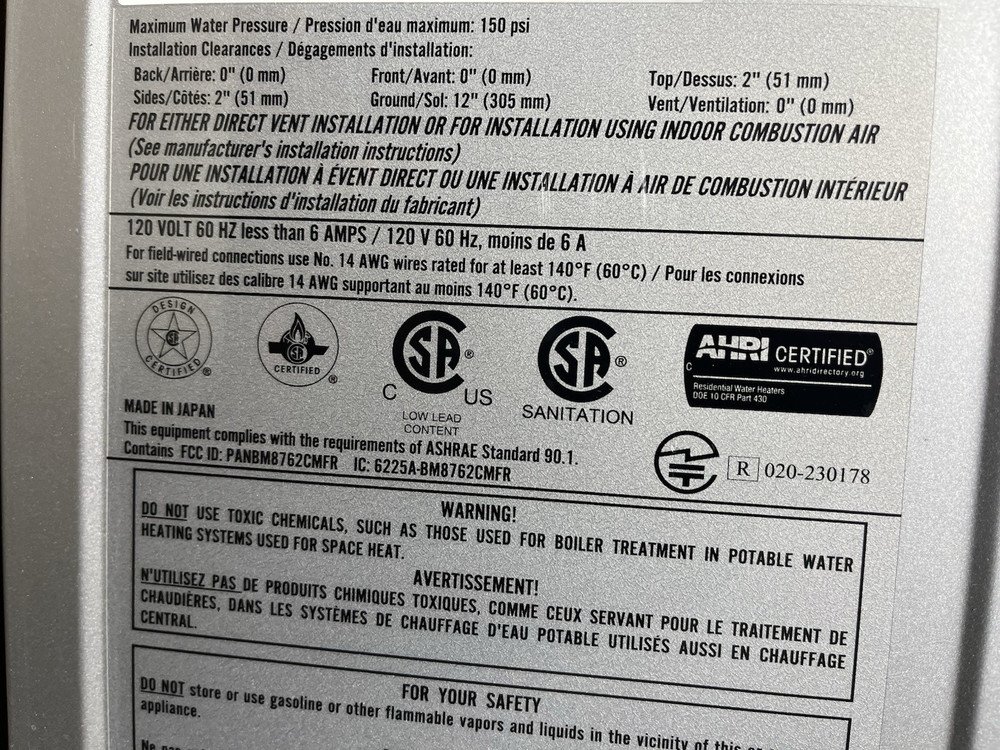 Maximum Water Pressure / Pression d'eau maximum: 150 psi
Installation Clearances / Dégagements d'installation:
Back/Arrière: 0" (0 mm) Front/Avant: 0" (0 mm) Top/Dessus: 2" (51 mm)
Sides/Côtés: 2" (51 mm) Ground/Sol: 12" (305 mm) Vent/Ventilation: 0" (0 mm)
FOR EITHER DIRECT VENT INSTALLATION OR FOR INSTALLATION USING INDOOR COMBUSTION AIR
(See manufacturer's installation instructions)
POUR UNE INSTALLATION À ÉVENT DIRECT OU UNE INSTALLATION À AIR DE COMBUSTION INTÉRIEUR
(Voir les instructions d'installation du fabricant)
120 VOLT 60 HZ less than 6 AMPS / 120 V 60 Hz, moins de 6 A
For field-wired connections use No. 14 AWG wires rated for at least 140°F (60°C) / Pour les connexions
sur site utilisez des calibre 14 AWG supportant au moins 140°F (60°C).
DESIGN
SA
CERTIFIED ®
SA
CERTIFIED ®
SA ®
C US
LOW LEAD
CONTENT
SA ®
SANITATION
AHRI CERTIFIED®
C
www.ahridirectory.org
Residential Water Heaters
DOE 10 CFR Part 430
MADE IN JAPAN
This equipment complies with the requirements of ASHRAE Standard 90.1.
Contains FCC ID: PANBM8762CMFR IC: 6225A-BM8762CMFR
R 020-230178
WARNING!
DO NOT USE TOXIC CHEMICALS, SUCH AS THOSE USED FOR BOILER TREATMENT IN POTABLE WATER
HEATING SYSTEMS USED FOR SPACE HEAT.
AVERTISSEMENT!
N'UTILISEZ PAS DE PRODUITS CHIMIQUES TOXIQUES, COMME CEUX SERVANT POUR LE TRAITEMENT DE
CHAUDIÈRES, DANS LES SYSTÈMES DE CHAUFFAGE D'EAU POTABLE UTILISÉS AUSSI EN CHAUFFAGE
CENTRAL.
FOR YOUR SAFETY
DO NOT store or use gasoline or other flammable vapors and liquids in the vicinity of this
appliance.
Ne